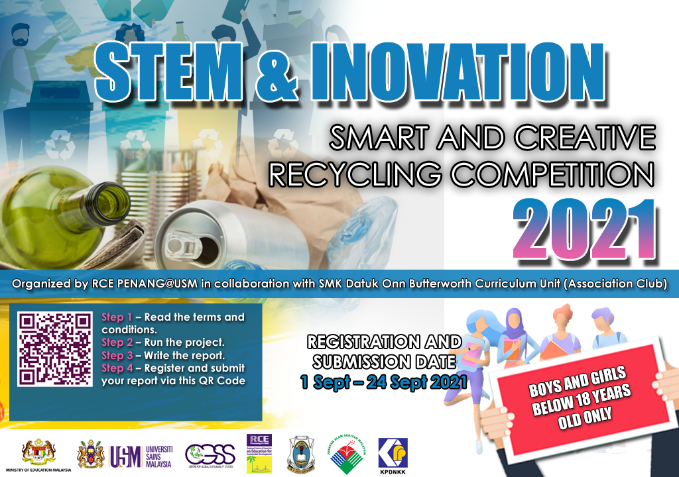 STEM & INOVATION
SMART AND CREATIVE
RECYCLING COMPETITION
2021
Organized by RCE PENANG@USM in collaboration with SMK Datuk Onn Butterworth Curriculum Unit (Association Club)
Step 1 – Read the terms and
conditions.
Step 2 – Run the project.
Step 3 – Write the report.
Step 4 – Register and submit
your report via this QR Code
REGISTRATION AND
SUBMISSION DATE
1 Sept – 24 Sept 2021
BOYS AND GIRLS
BELOW 18 YEARS
OLD ONLY
MINISTRY OF EDUCATION MALAYSIA
USM
UNIVERSITI
SAINS
MALAYSIA
RCE
KPDNKK